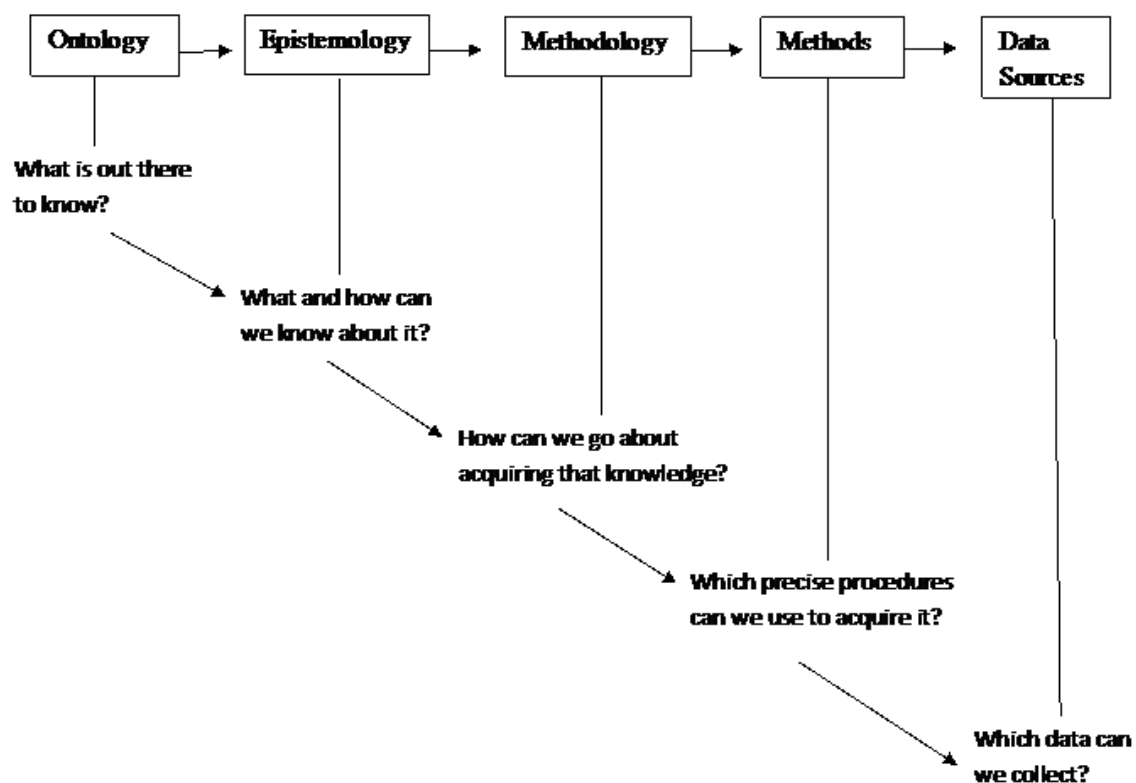 Ontology
Epistemology
Methodology
Methods
Data
Sources
What is out there
to know?
What and how can
we know about it?
How can we go about
acquiring that knowledge?
Which precise procedures
can we use to acquire it?
Which data can
we collect?